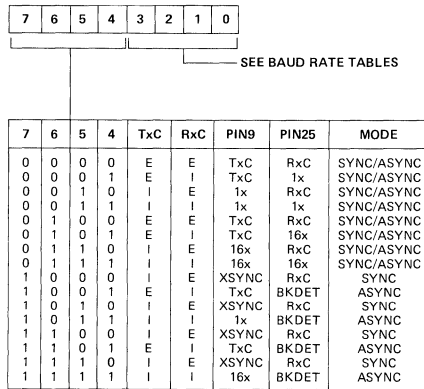 7 6 5 4 3 2 1 0
SEE BAUD RATE TABLES
7 6 5 4 TxC RxC PIN9 PIN25 MODE
0 0 0 0 E E TxC RxC SYNC/ASYNC
0 0 0 1 E I TxC 1x SYNC/ASYNC
0 0 1 0 I E 1x RxC SYNC/ASYNC
0 0 1 1 I I 1x 1x SYNC/ASYNC
0 1 0 0 E E TxC RxC SYNC/ASYNC
0 1 0 1 E I TxC 16x SYNC/ASYNC
0 1 1 0 I E 16x RxC SYNC/ASYNC
0 1 1 1 I I 16x 16x SYNC/ASYNC
1 0 0 0 I E XSYNC RxC SYNC
1 0 0 1 E I TxC BKDET ASYNC
1 0 1 0 I E XSYNC RxC SYNC
1 0 1 1 I I 1x BKDET ASYNC
1 1 0 0 I E XSYNC RxC SYNC
1 1 0 1 E I TxC BKDET ASYNC
1 1 1 0 I E XSYNC RxC SYNC
1 1 1 1 I I 16x BKDET ASYNC